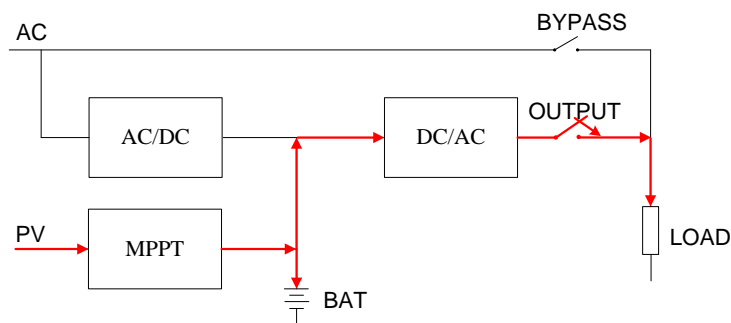 AC
BYPASS
AC/DC
DC/AC
OUTPUT
PV
MPPT
LOAD
BAT